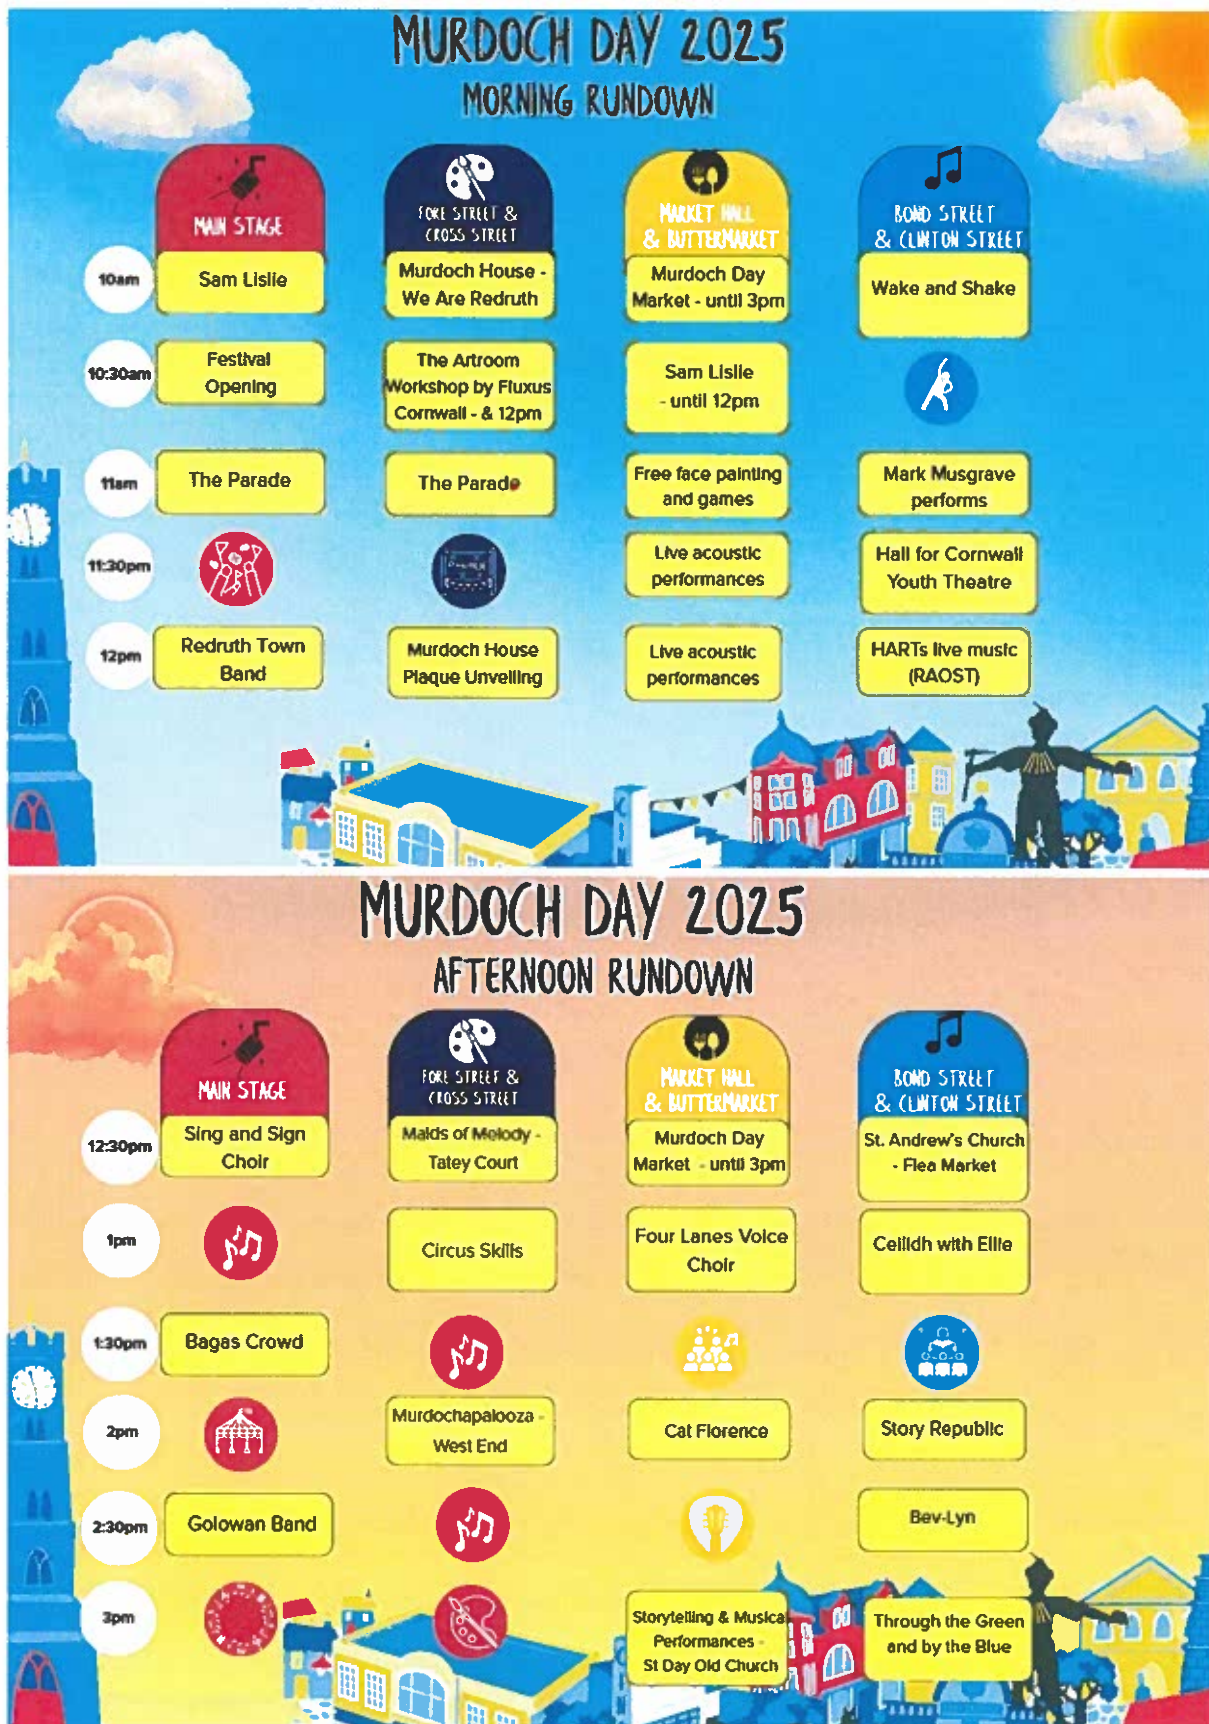 MURDOCH DAY 2025
MORNING RUNDOWN
MAIN STAGE
FORE STREET &
CROSS STREET
MARKET HALL
& BUTTERMARKET
BOND STREET
& CLINTON STREET
10am
Sam Lislie
Murdoch House -
We Are Redruth
Murdoch Day
Market - until 3pm
Wake and Shake
10:30am
Festival
Opening
The Artroom
Workshop by Fluxus
Cornwall - & 12pm
Sam Lislie
- until 12pm
11am
The Parade
The Parade
Free face painting
and games
Mark Musgrave
performs
11:30pm
Live acoustic
performances
Hall for Cornwall
Youth Theatre
12pm
Redruth Town
Band
Murdoch House
Plaque Unveiling
Live acoustic
performances
HARTs live music
(RAOST)
MURDOCH DAY 2025
AFTERNOON RUNDOWN
MAIN STAGE
FORE STREET &
CROSS STREET
MARKET HALL
& BUTTERMARKET
BOND STREET
& CLINTON STREET
12:30pm
Sing and Sign
Choir
Maids of Melody -
Tatey Court
Murdoch Day
Market - until 3pm
St. Andrew's Church
- Flea Market
1pm
Circus Skills
Four Lanes Voice
Choir
Ceilidh with Ellie
1:30pm
Bagas Crowd
2pm
Murdochapalooza -
West End
Cat Florence
Story Republic
2:30pm
Golowan Band
Bev-Lyn
3pm
Storytelling & Musical
Performances -
St Day Old Church
Through the Green
and by the Blue